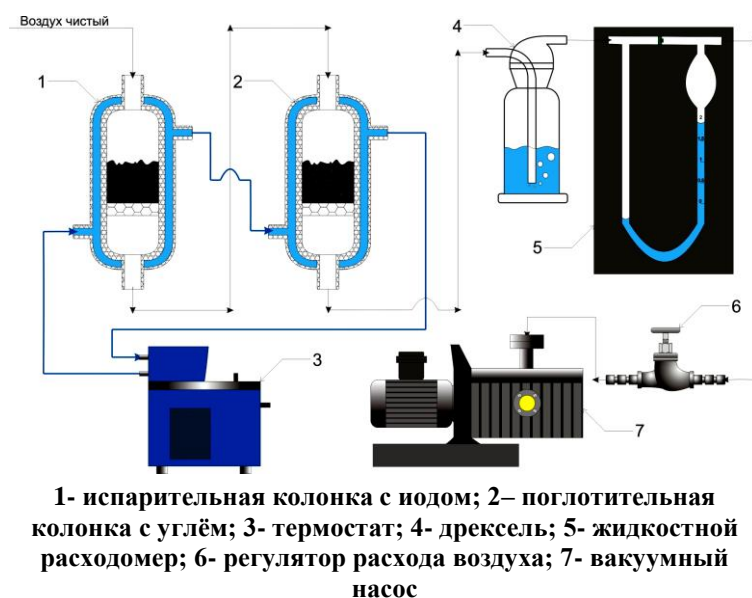 Воздух чистый
1
2
3
4
5
6
7
1- испарительная колонка с иодом; 2– поглотительная
колонка с углём; 3- термостат; 4- дрексель; 5- жидкостной
расходомер; 6- регулятор расхода воздуха; 7- вакуумный
насос